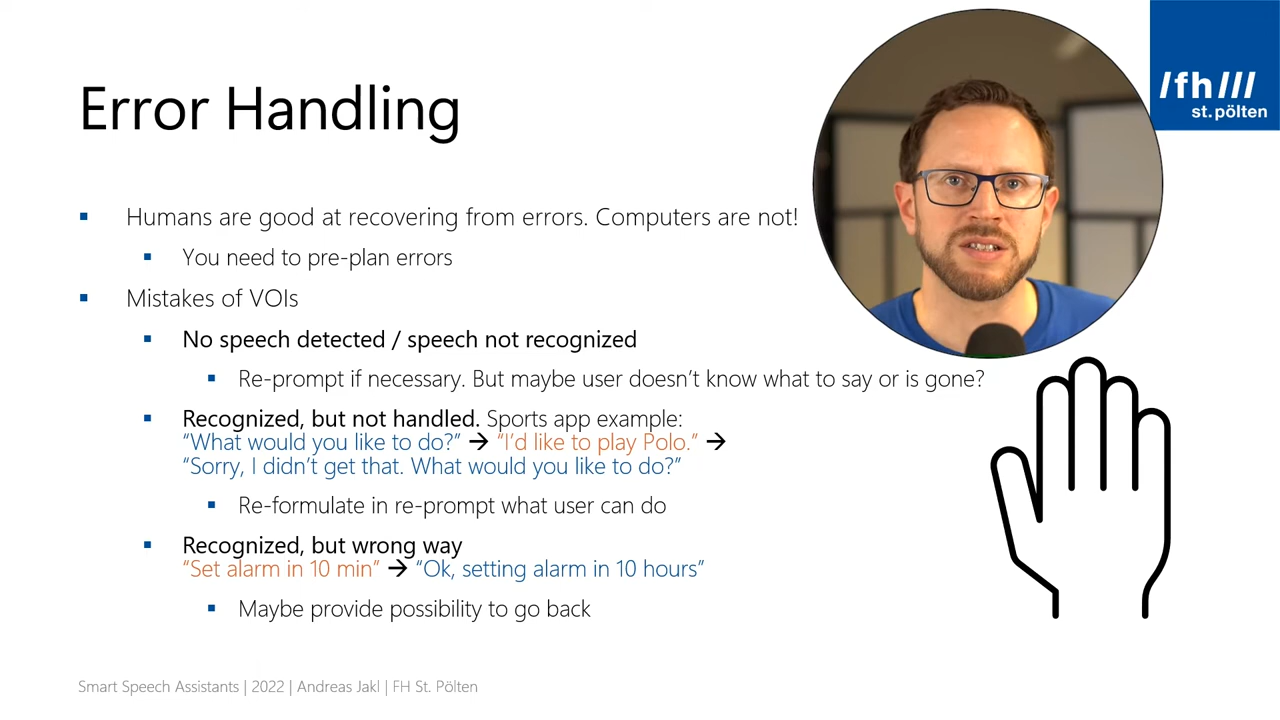 /fh///
st.pölten
Error Handling
Humans are good at recovering from errors. Computers are not!
You need to pre-plan errors
Mistakes of VOIs
No speech detected / speech not recognized
Re-prompt if necessary. But maybe user doesn’t know what to say or is gone?
Recognized, but not handled. Sports app example:
“What would you like to do?” → “I’d like to play Polo.” →
“Sorry, I didn’t get that. What would you like to do?”
Re-formulate in re-prompt what user can do
Recognized, but wrong way
“Set alarm in 10 min” → “Ok, setting alarm in 10 hours”
Maybe provide possibility to go back
Smart Speech Assistants | 2022 | Andreas Jakl | FH St. Pölten